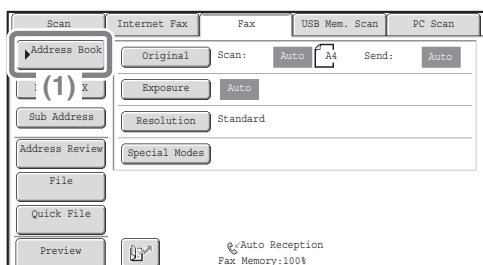 Scan Internet Fax Fax USB Mem. Scan PC Scan
Address Book Original Scan: Auto A4 Send: Auto
(1) X Exposure Auto
Sub Address Resolution Standard
Address Review Special Modes
File
Quick File
Preview Auto Reception
Fax Memory:100%